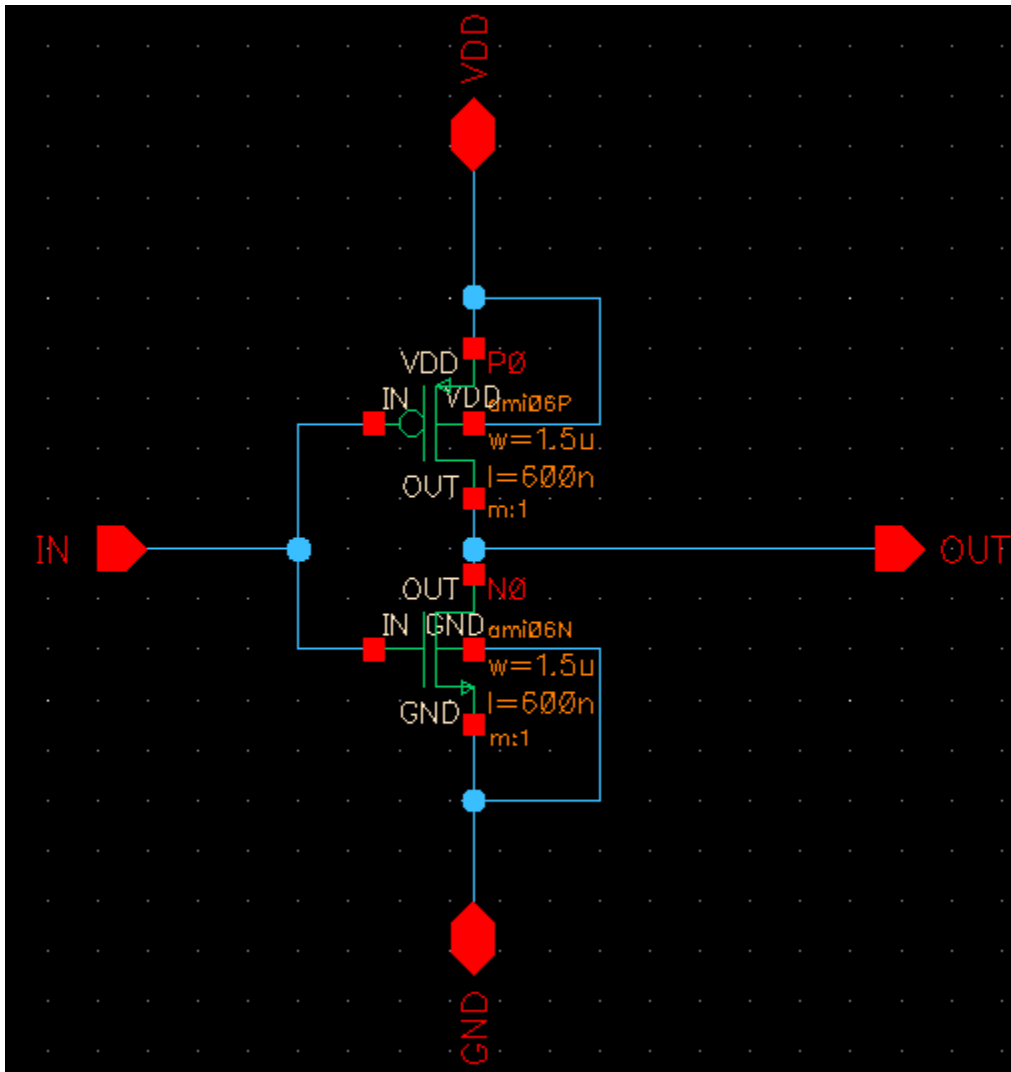 VDD
VDD P0
IN VDD ami06P
w=1.5u
OUT l=600n
m:1
IN OUT
OUT N0
IN GND ami06N
w=1.5u
GND l=600n
m:1
GND